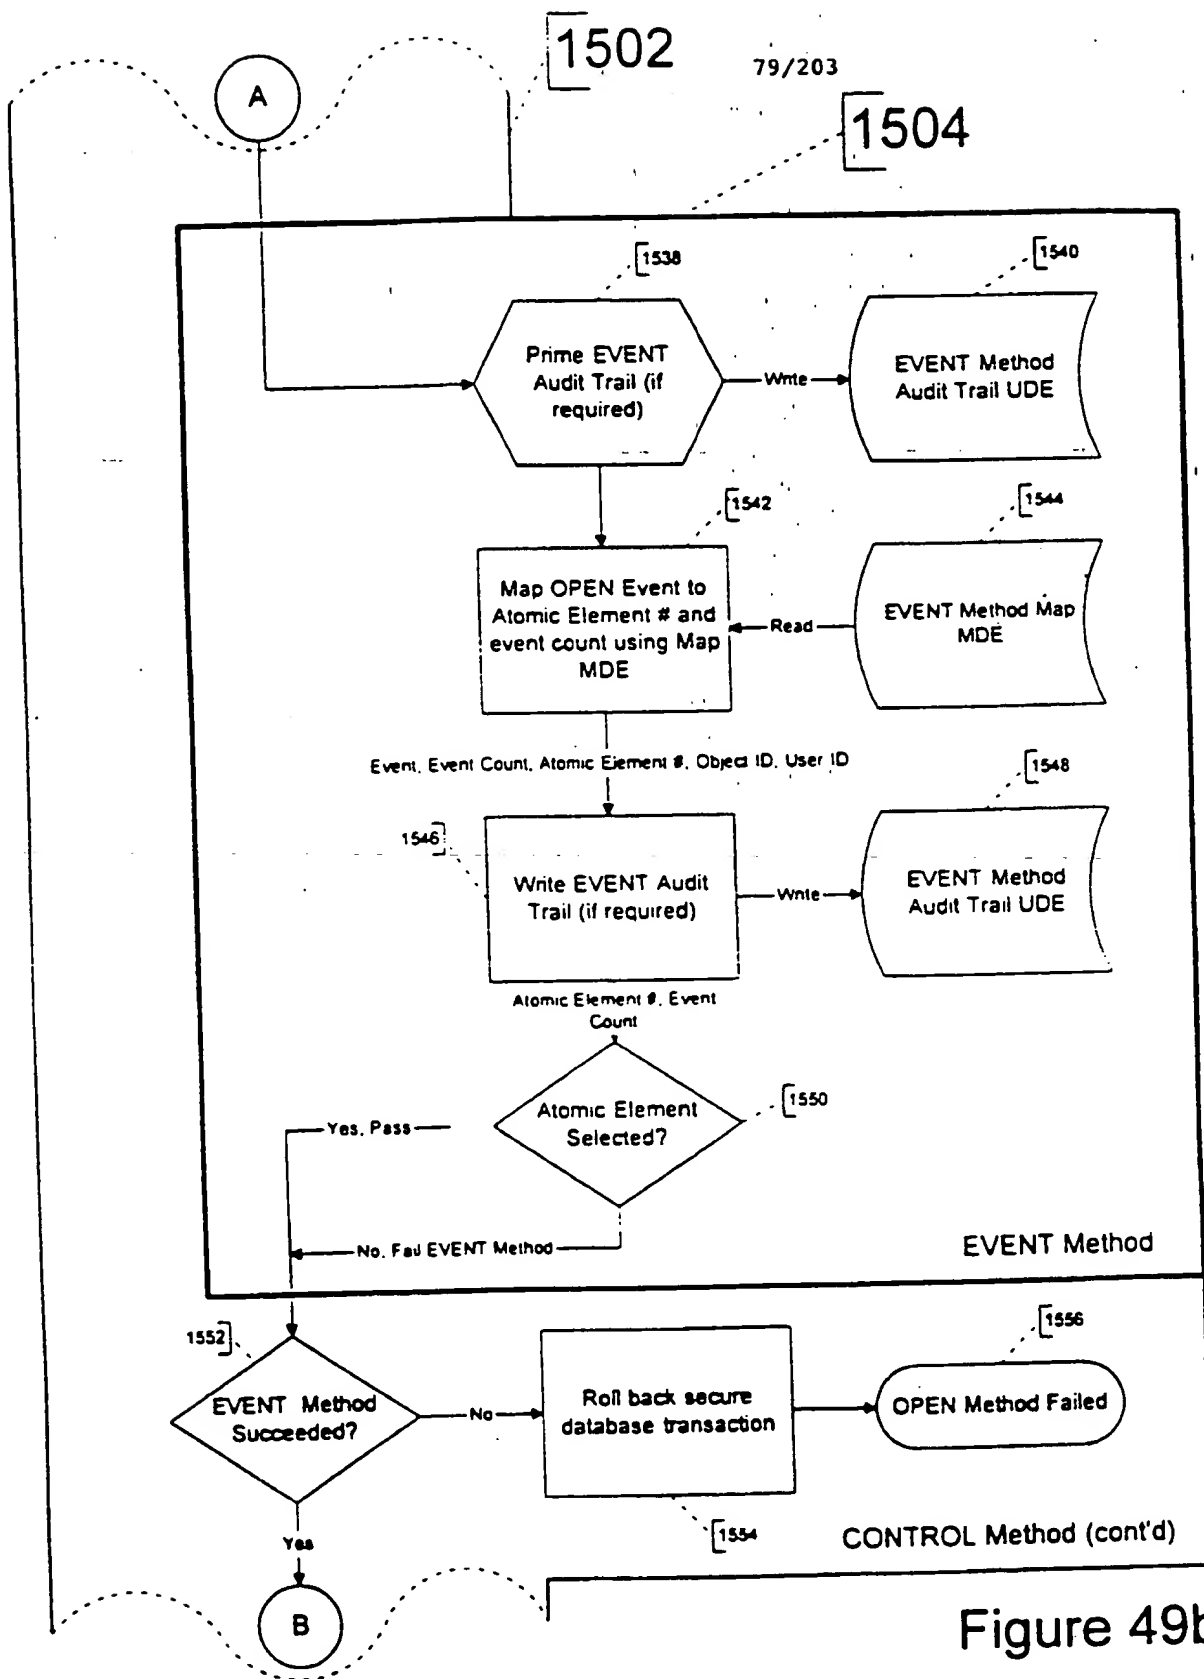 1502
79/203
A
1504
1538
1540
Prime EVENT
Audit Trail (if
required)
Write
EVENT Method
Audit Trail UDE
1542
1544
Map OPEN Event to
Atomic Element # and
event count using Map
MDE
Read
EVENT Method Map
MDE
Event, Event Count, Atomic Element #, Object ID, User ID
1548
1546
Write EVENT Audit
Trail (if required)
Write
EVENT Method
Audit Trail UDE
Atomic Element #, Event
Count
1550
Atomic Element
Selected?
Yes, Pass
No, Fail EVENT Method
EVENT Method
1552
1556
EVENT Method
Succeeded?
No
Roll back secure
database transaction
OPEN Method Failed
Yes
1554
CONTROL Method (cont'd)
B
Figure 49b